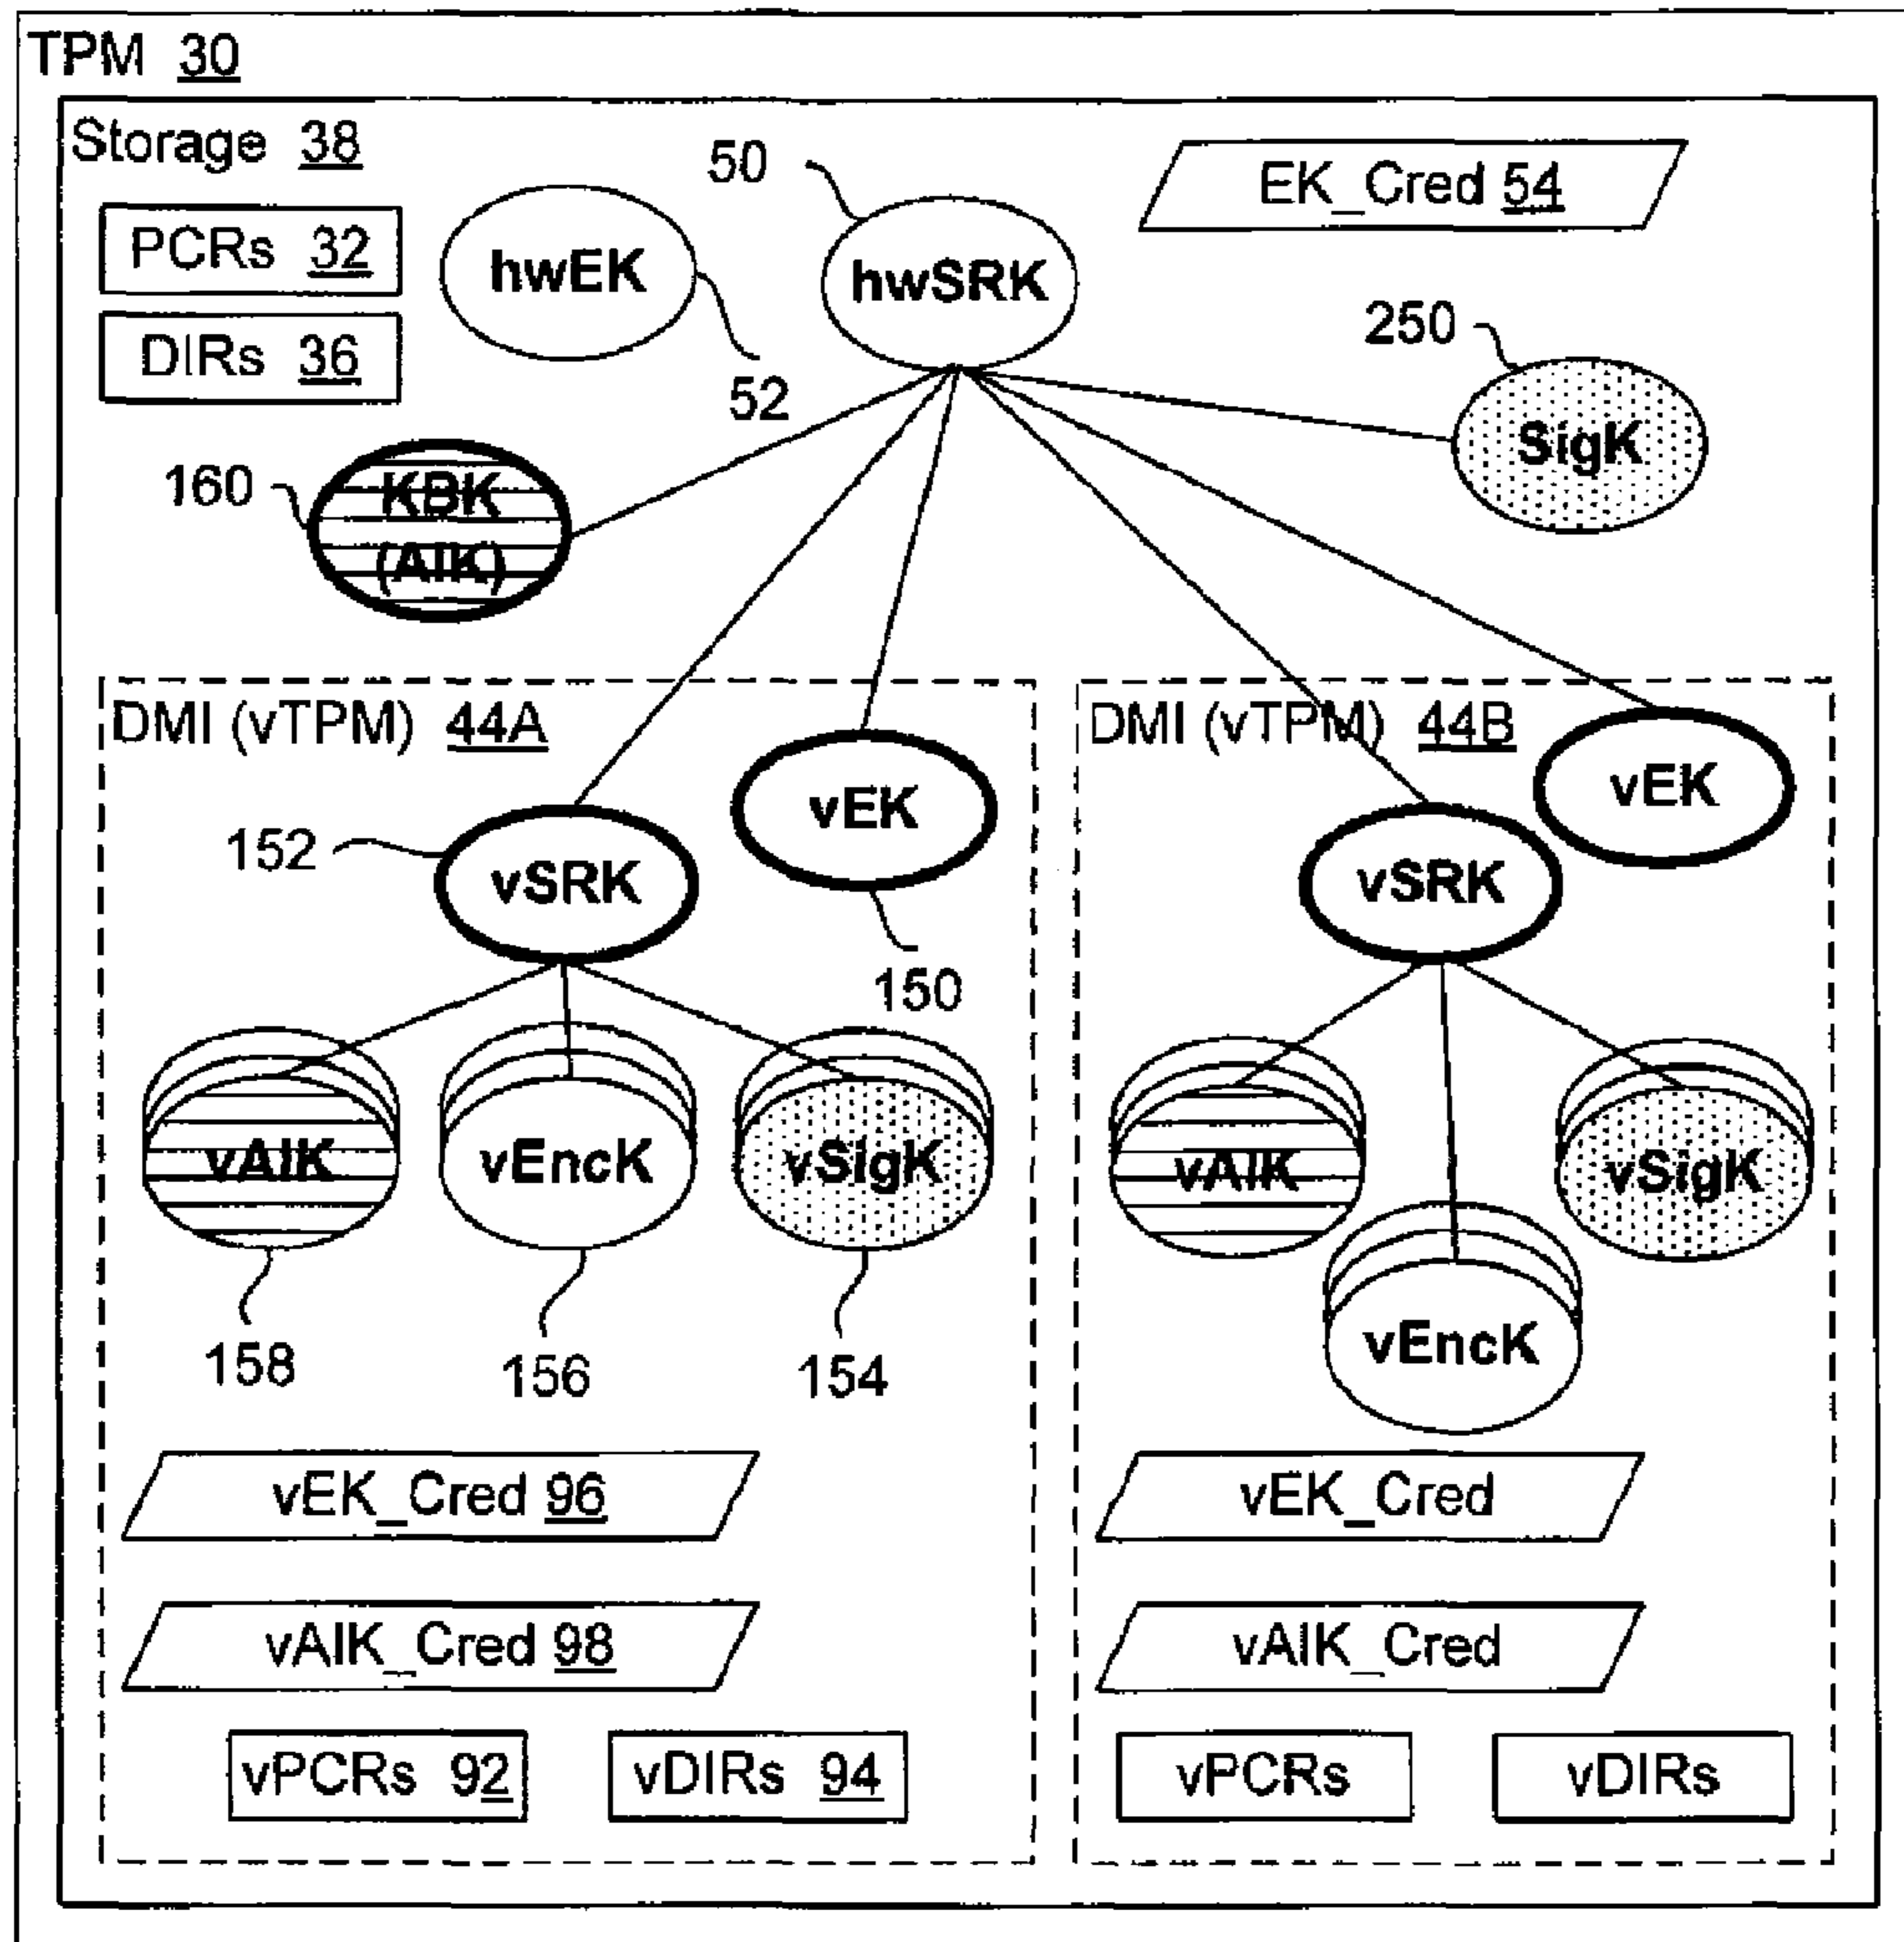 TPM 30
Storage 38
50
EK_Cred 54
PCRs 32
hwEK
hwSRK
DIRs 36
52
250
SigK
160
KBK
(AIK)
DMI (vTPM) 44A
vEK
152
vSRK
150
vAIK
vEncK
vSigK
158
156
154
vEK_Cred 96
vAIK_Cred 98
vPCRs 92
vDIRs 94
DMI (vTPM) 44B
vEK
vSRK
vAIK
vSigK
vEncK
vEK_Cred
vAIK_Cred
vPCRs
vDIRs